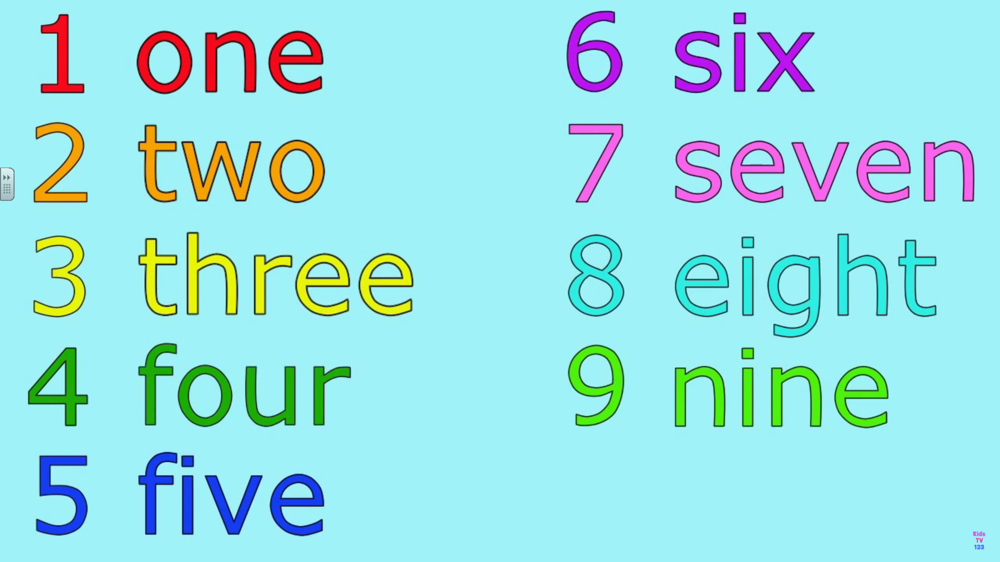 1 one
2 two
3 three
4 four
5 five
6 six
7 seven
8 eight
9 nine
Kids
TV
123